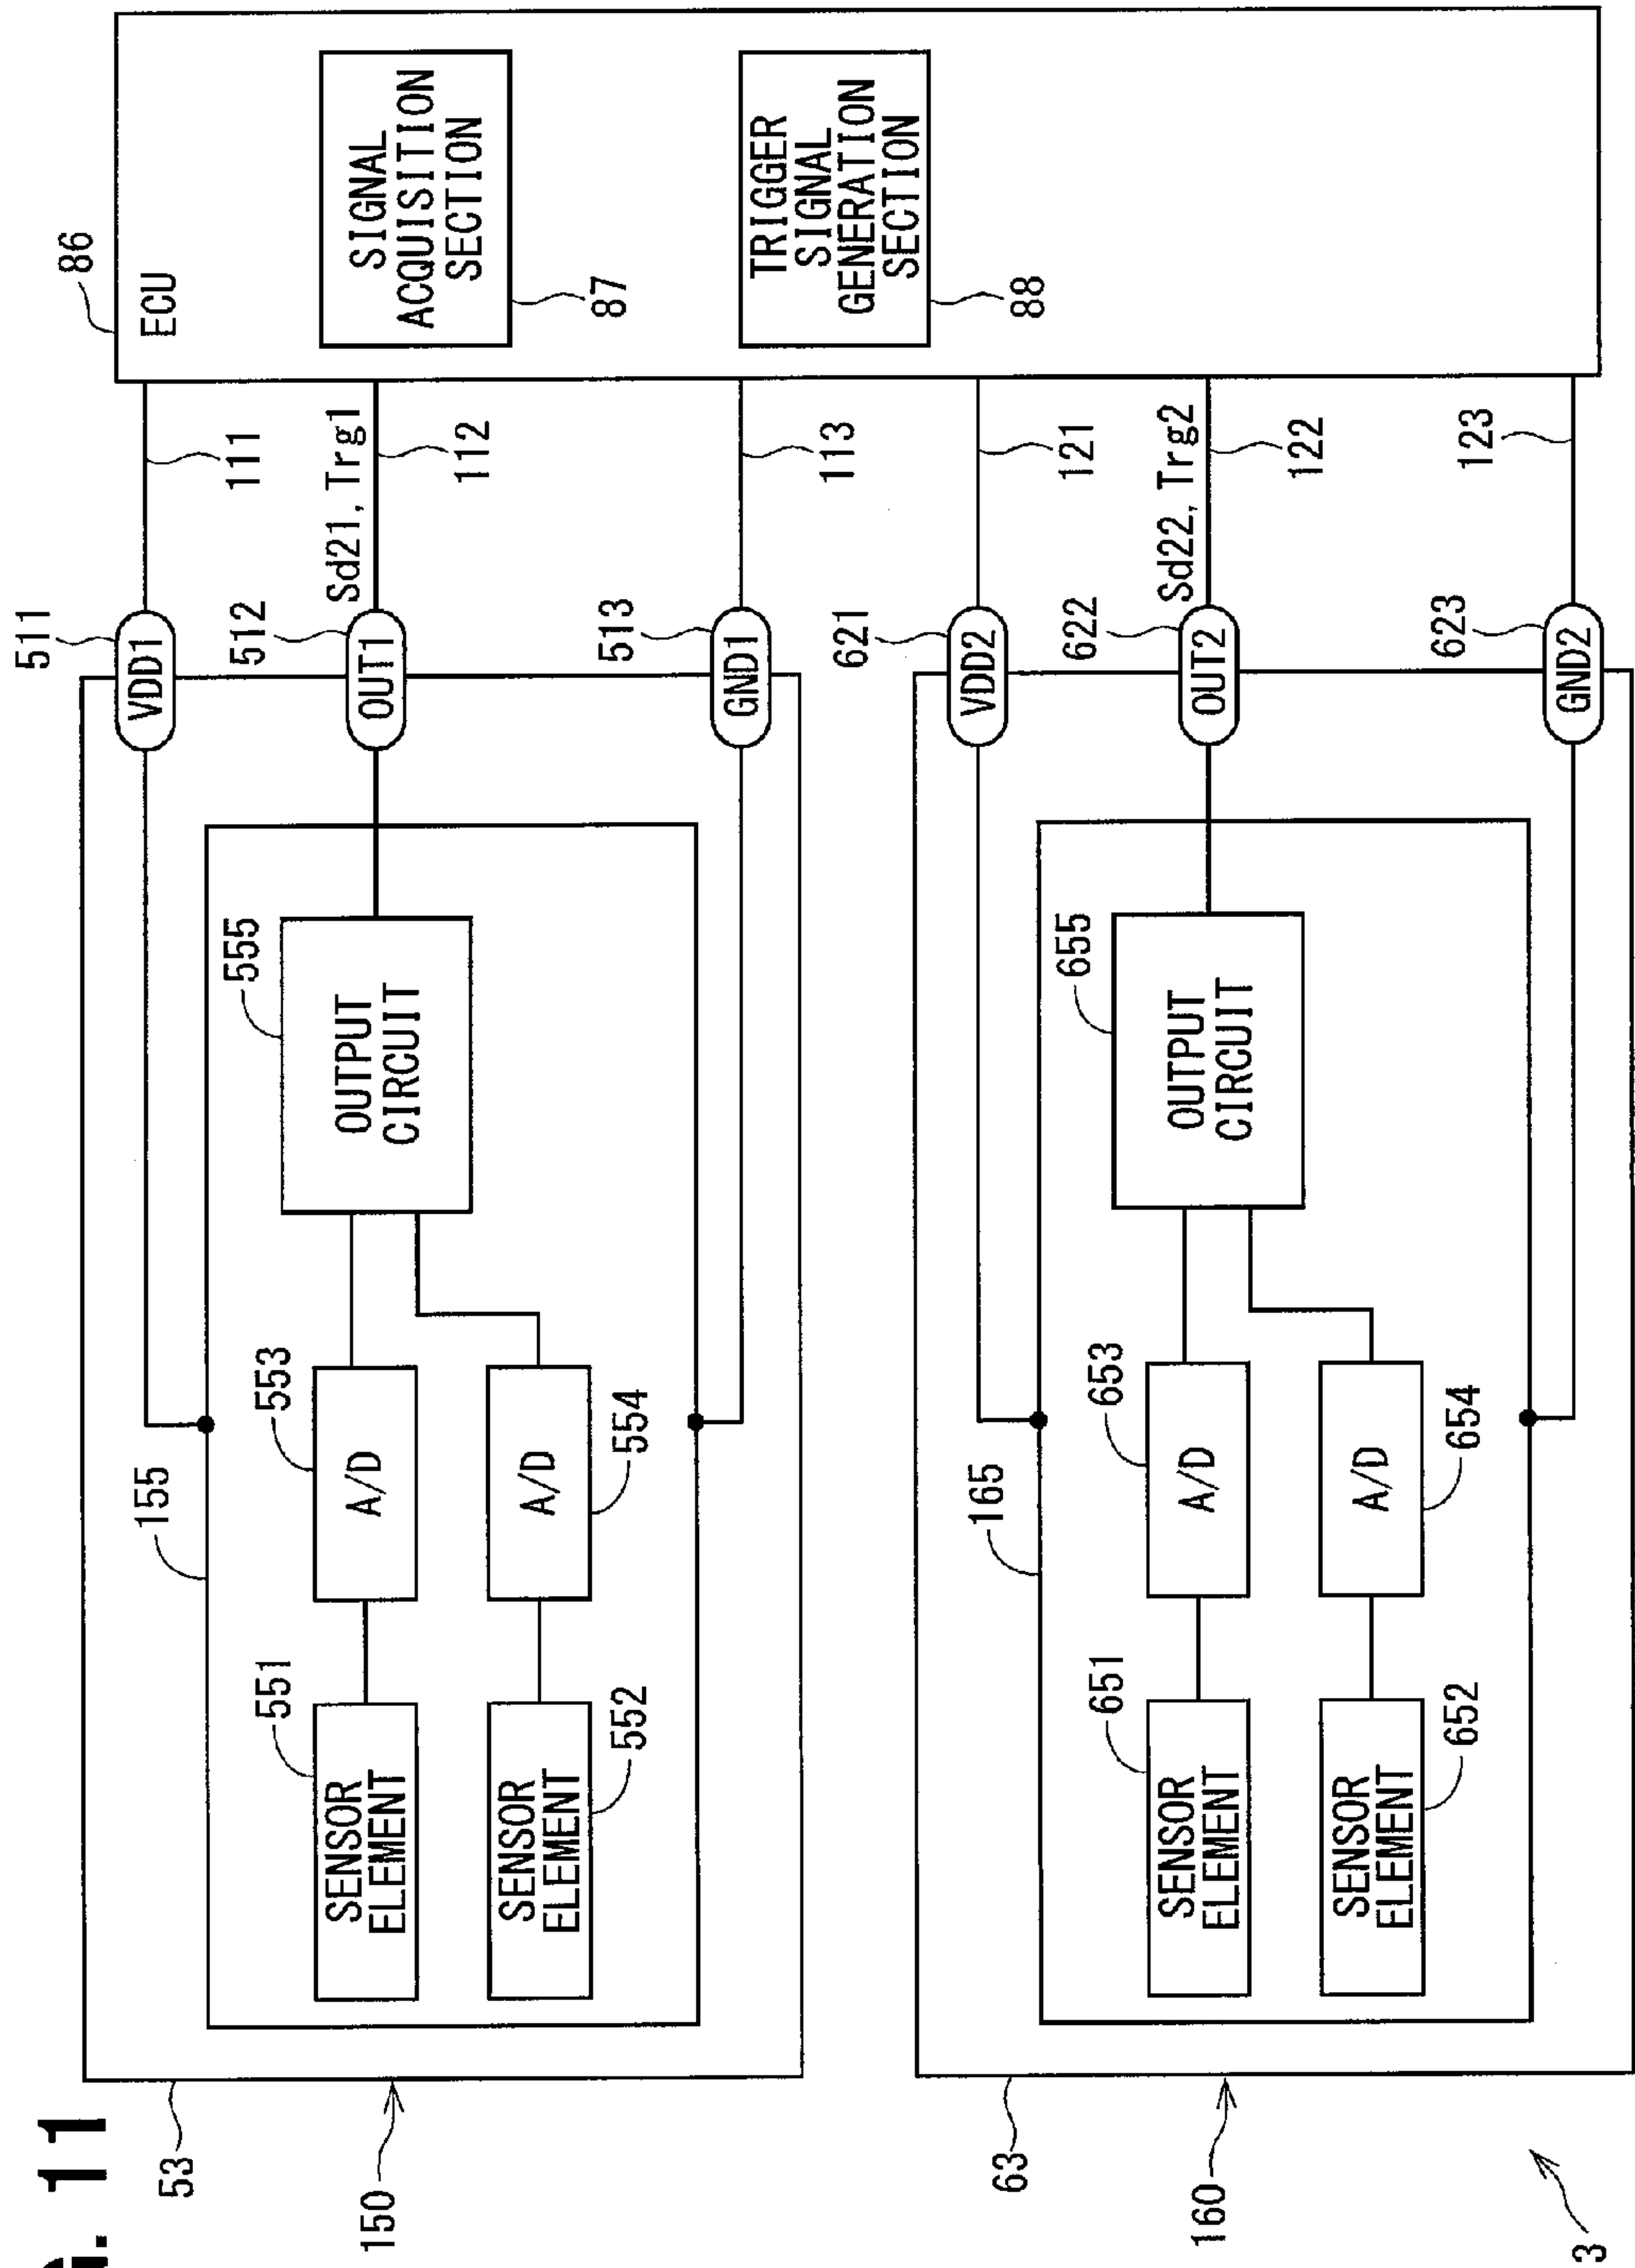 G. 11
3
150
53
155
SENSOR
ELEMENT
551
A/D
553
SENSOR
ELEMENT
552
A/D
554
OUTPUT
CIRCUIT
555
VDD1
511
OUT1
512
GND1
513
111
Sd21, Trg1
112
113
160
63
165
SENSOR
ELEMENT
651
A/D
653
SENSOR
ELEMENT
652
A/D
654
OUTPUT
CIRCUIT
655
VDD2
621
OUT2
622
GND2
623
121
Sd22, Trg2
122
123
86
ECU
SIGNAL
ACQUISITION
SECTION
87
TRIGGER
SIGNAL
GENERATION
SECTION
88